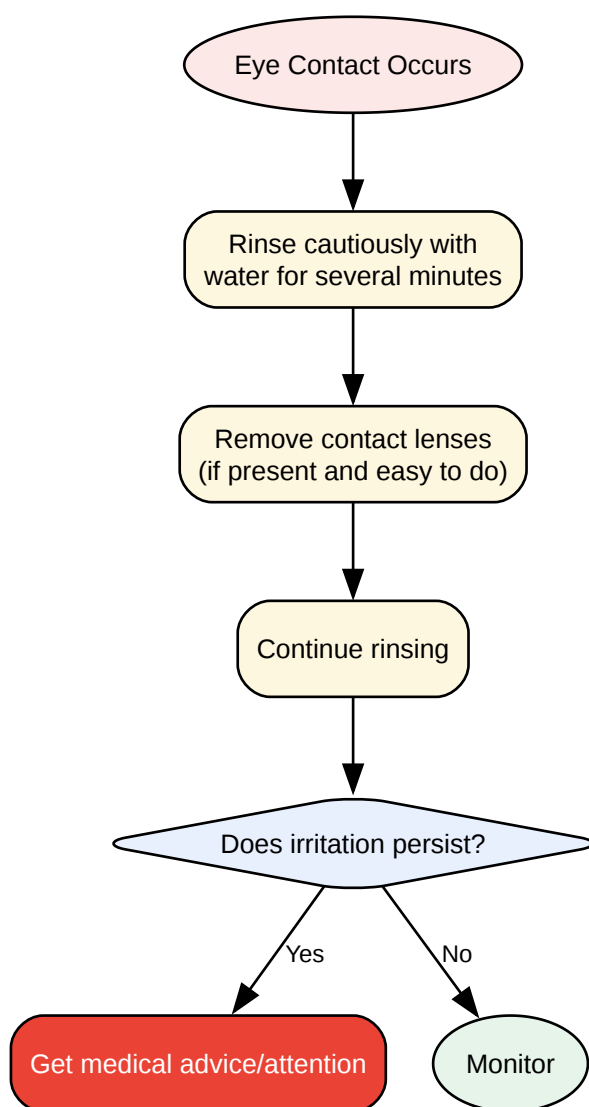 Eye Contact Occurs
Rinse cautiously with
water for several minutes
Remove contact lenses
(if present and easy to do)
Continue rinsing
Does irritation persist?
Yes
No
Get medical advice/attention
Monitor